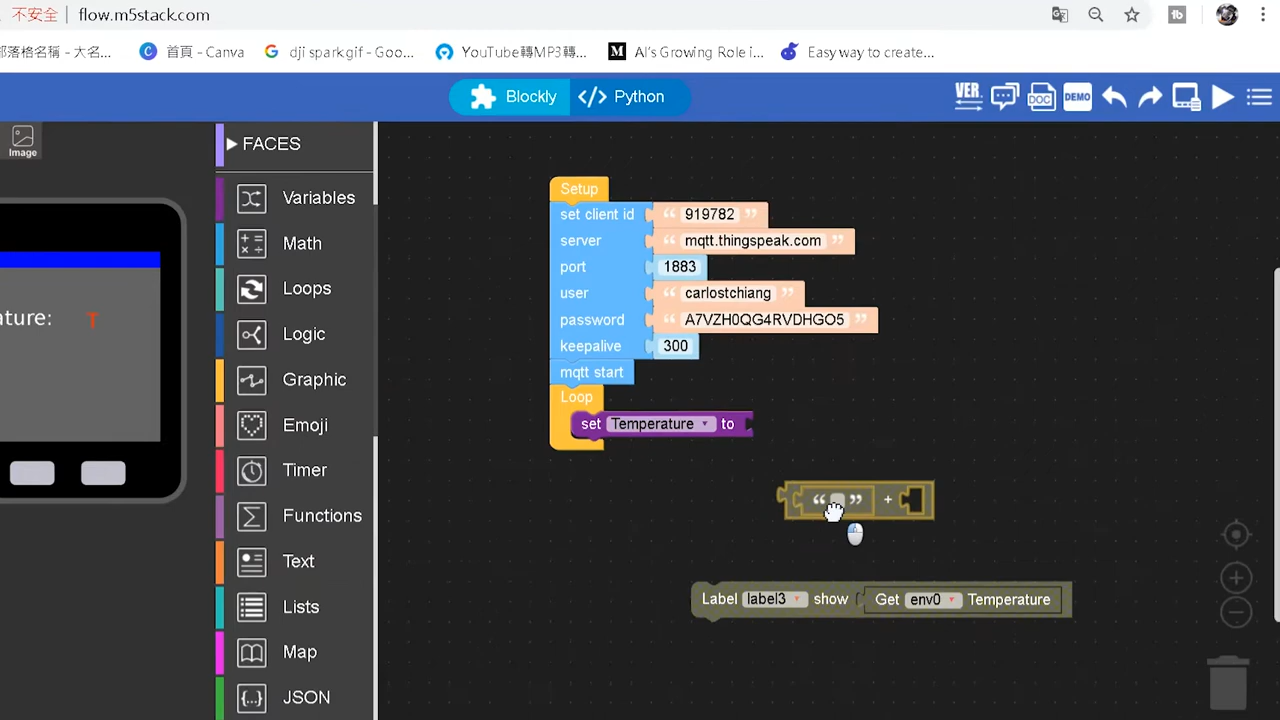 不安全 flow.m5stack.com
部落格名稱 - 大名... 首頁 - Canva dji spark gif - Goo... YouTube轉MP3轉... AI's Growing Role i... Easy way to create...
Blockly </> Python VER. DOC DEMO
Image
FACES
Variables
Math
Loops
Logic
Graphic
Emoji
Timer
Functions
Text
Lists
Map
JSON
ature: T
Setup
set client id “ 919782 ”
server “ mqtt.thingspeak.com ”
port 1883
user “ carlostchiang ”
password “ A7VZH0QG4RVDHGO5 ”
keepalive 300
mqtt start
Loop
set Temperature to
“ ” +
Label label3 show Get env0 Temperature